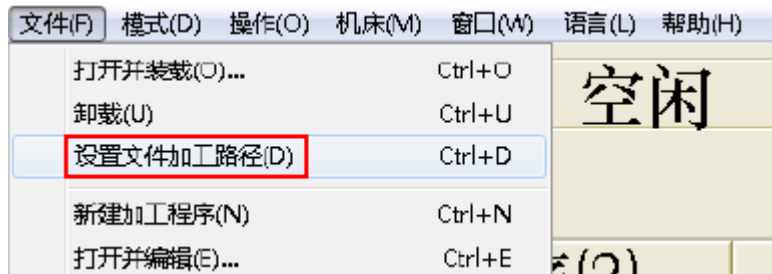 文件(F) 模式(D) 操作(O) 机床(M) 窗口(W) 语言(L) 帮助(H)
打开并装载(O)... Ctrl+O
空闲
卸载(U) Ctrl+U
设置文件加工路径(D) Ctrl+D
新建加工程序(N) Ctrl+N
打开并编辑(E)... Ctrl+E